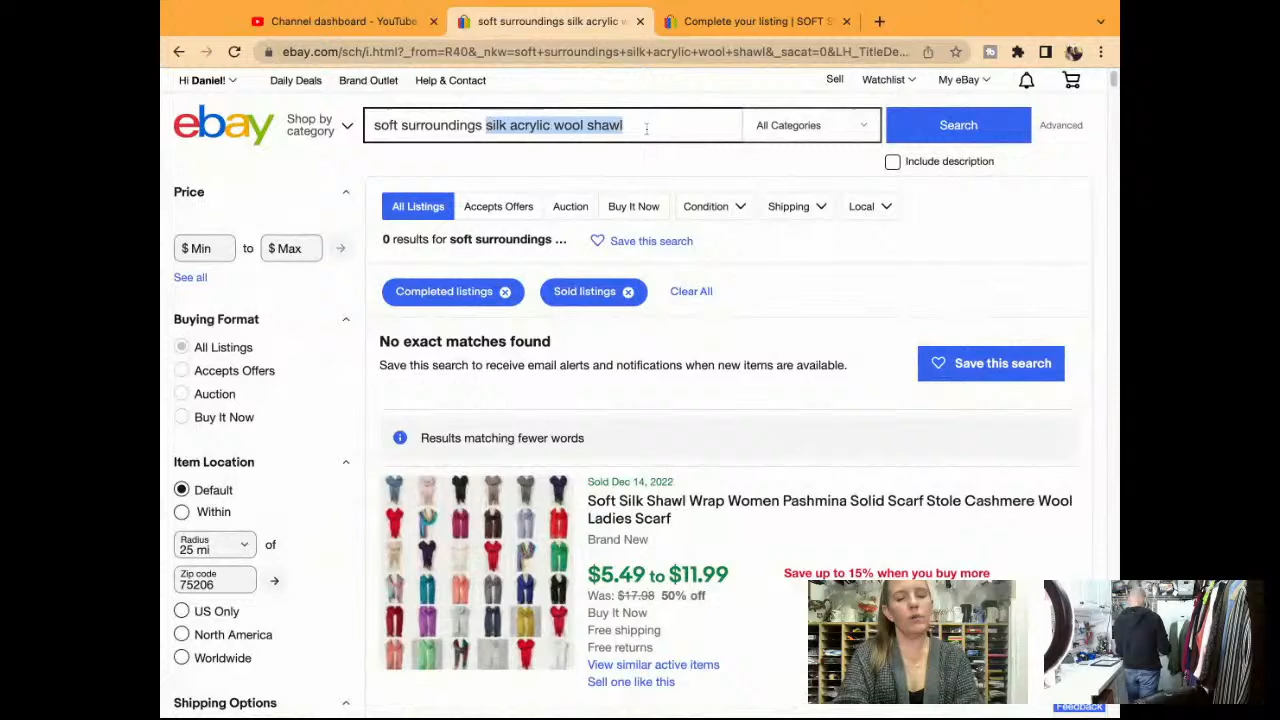 Channel dashboard - YouTube
soft surroundings silk acrylic w
Complete your listing | SOFT S
ebay.com/sch/i.html?_from=R40&_nkw=soft+surroundings+silk+acrylic+wool+shawl&_sacat=0&LH_TitleDe...
Hi Daniel!
Daily Deals
Brand Outlet
Help & Contact
Sell
Watchlist
My eBay
ebay
Shop by
category
soft surroundings silk acrylic wool shawl
All Categories
Search
Advanced
Include description
Price
$ Min
to
$ Max
See all
Buying Format
All Listings
Accepts Offers
Auction
Buy It Now
Item Location
Default
Within
Radius
25 mi
of
Zip code
75206
US Only
North America
Worldwide
Shipping Options
All Listings
Accepts Offers
Auction
Buy It Now
Condition
Shipping
Local
0 results for soft surroundings ...
Save this search
Completed listings
Sold listings
Clear All
No exact matches found
Save this search to receive email alerts and notifications when new items are available.
Save this search
Results matching fewer words
Sold Dec 14, 2022
Soft Silk Shawl Wrap Women Pashmina Solid Scarf Stole Cashmere Wool
Ladies Scarf
Brand New
$5.49 to $11.99
Save up to 15% when you buy more
Was: $17.98 50% off
Buy It Now
Free shipping
Free returns
View similar active items
Sell one like this
Feedback